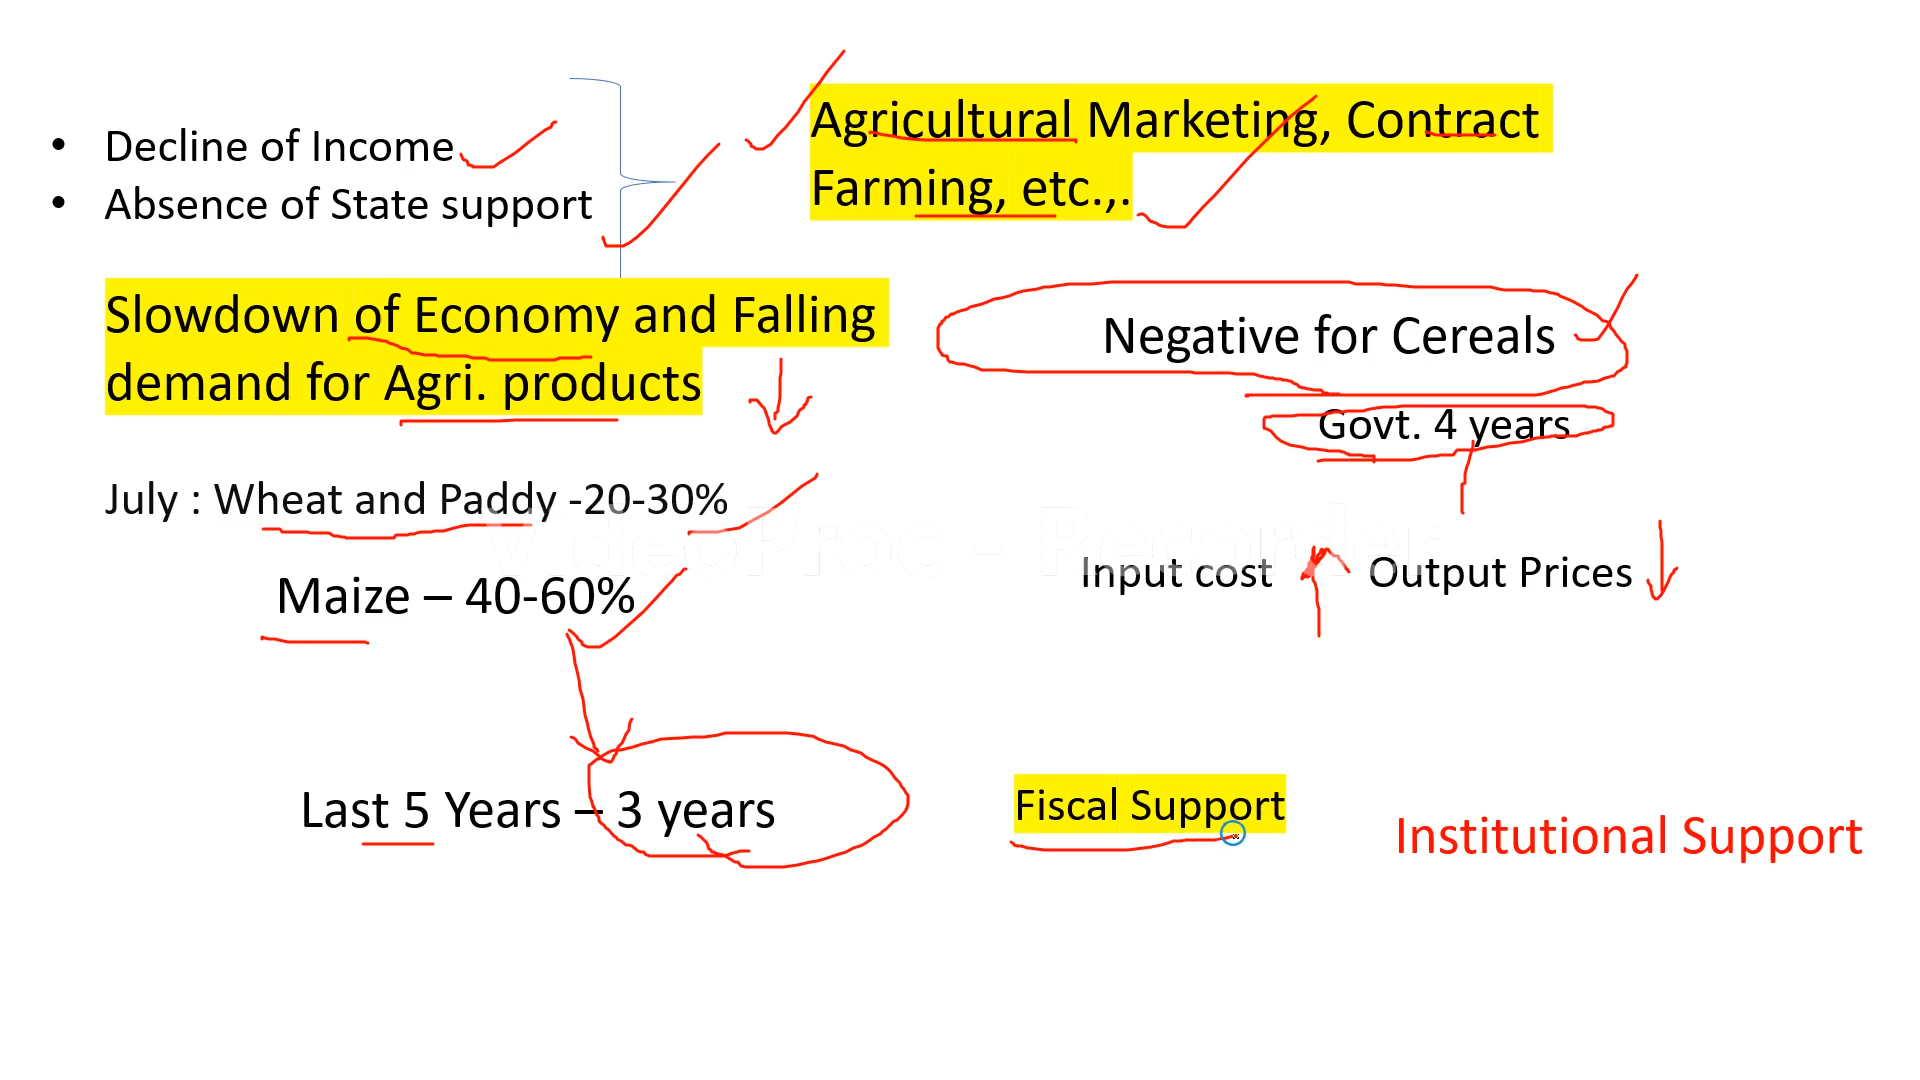 • Decline of Income
• Absence of State support
Agricultural Marketing, Contract
Farming, etc.,.
Slowdown of Economy and Falling
demand for Agri. products
Negative for Cereals
Govt. 4 years
July : Wheat and Paddy -20-30%
VideoProc - Recorder
Maize – 40-60%
Input cost
Output Prices
Last 5 Years – 3 years
Fiscal Support
Institutional Support